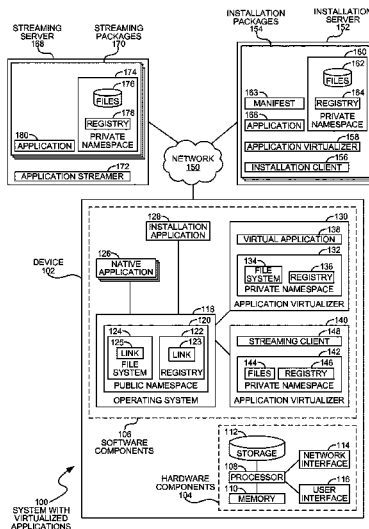 STREAMING SERVER 168
STREAMING PACKAGES 170
INSTALLATION PACKAGES 154
INSTALLATION SERVER 152
174
176
FILES
178
REGISTRY
PRIVATE NAMESPACE
180
APPLICATION
172
APPLICATION STREAMER
160
162
FILES
163
MANIFEST
164
REGISTRY
166
APPLICATION
PRIVATE NAMESPACE
158
APPLICATION VIRTUALIZER
156
INSTALLATION CLIENT
NETWORK
150
DEVICE
102
128
INSTALLATION APPLICATION
126
NATIVE APPLICATION
130
138
VIRTUAL APPLICATION
132
134
FILE SYSTEM
136
REGISTRY
PRIVATE NAMESPACE
APPLICATION VIRTUALIZER
118
120
124
122
125
LINK
123
LINK
FILE SYSTEM
REGISTRY
PUBLIC NAMESPACE
OPERATING SYSTEM
140
148
STREAMING CLIENT
142
144
FILES
146
REGISTRY
PRIVATE NAMESPACE
APPLICATION VIRTUALIZER
106
SOFTWARE COMPONENTS
112
STORAGE
108
PROCESSOR
110
MEMORY
114
NETWORK INTERFACE
116
USER INTERFACE
HARDWARE COMPONENTS
104
100
SYSTEM WITH VIRTUALIZED APPLICATIONS